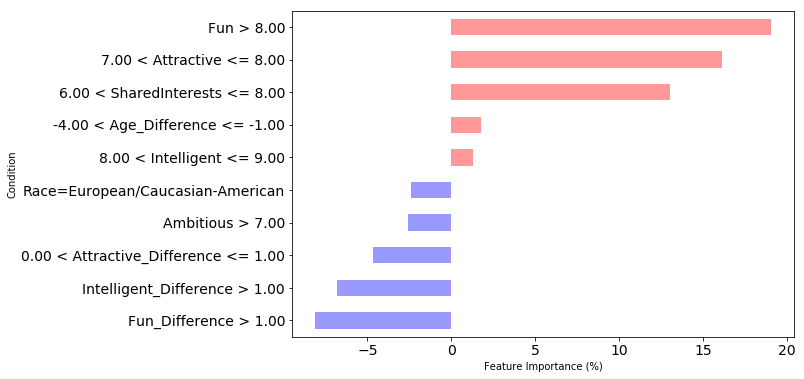 Fun > 8.00
7.00 < Attractive <= 8.00
6.00 < SharedInterests <= 8.00
-4.00 < Age_Difference <= -1.00
8.00 < Intelligent <= 9.00
Race=European/Caucasian-American
Ambitious > 7.00
0.00 < Attractive_Difference <= 1.00
Intelligent_Difference > 1.00
Fun_Difference > 1.00
Condition
−5 0 5 10 15 20
Feature Importance (%)